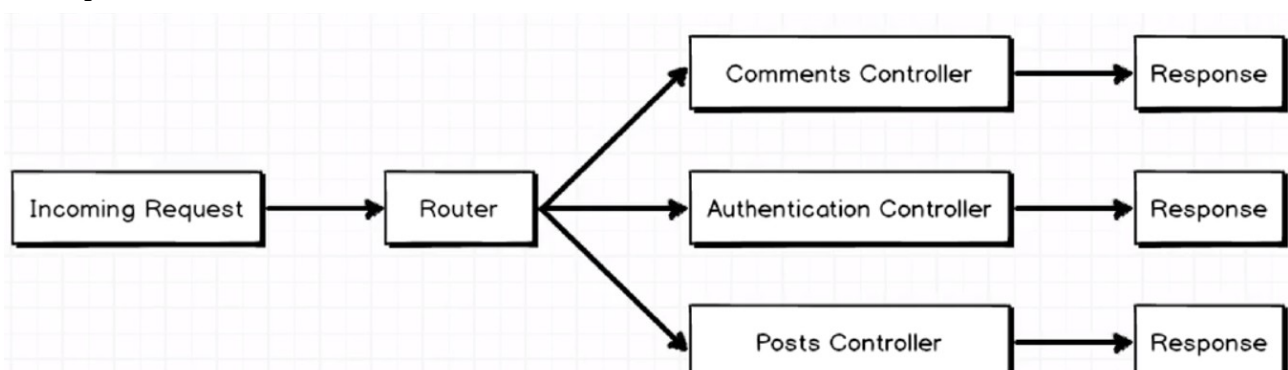 Comments Controller
Response
Incoming Request
Router
Authentication Controller
Response
Posts Controller
Response